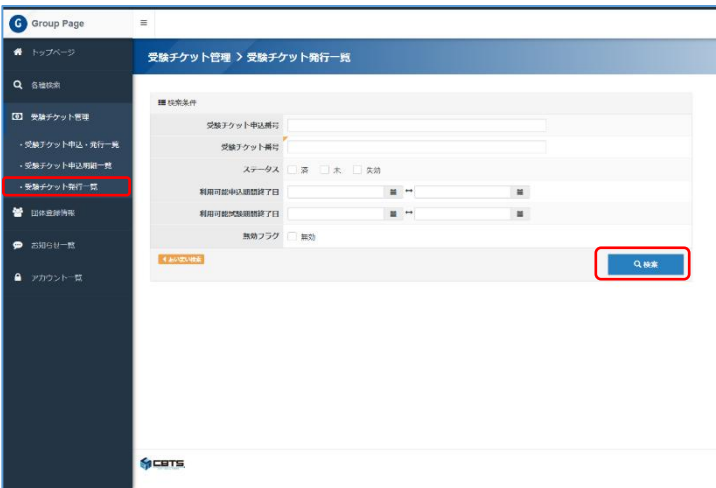 G Group Page
トップページ
各種検索
受験チケット管理
・受験チケット申込・発行一覧
・受験チケット申込明細一覧
・受験チケット発行一覧
団体登録情報
お知らせ一覧
アカウント一覧
受験チケット管理 > 受験チケット発行一覧
検索条件
受験チケット申込番号
受験チケット番号
ステータス 済 未 失効
利用可能申込期間終了日 ↔
利用可能試験期間終了日 ↔
無効フラグ 無効
あいまい検索
検索
CBTS